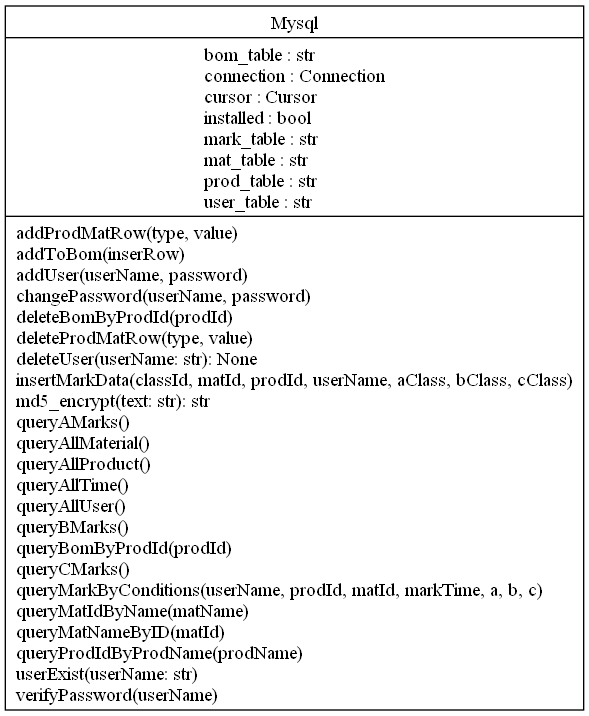 Mysql
bom_table : str
connection : Connection
cursor : Cursor
installed : bool
mark_table : str
mat_table : str
prod_table : str
user_table : str
addProdMatRow(type, value)
addToBom(inserRow)
addUser(userName, password)
changePassword(userName, password)
deleteBomByProdId(prodId)
deleteProdMatRow(type, value)
deleteUser(userName: str): None
insertMarkData(classId, matId, prodId, userName, aClass, bClass, cClass)
md5_encrypt(text: str): str
queryAMarks()
queryAllMaterial()
queryAllProduct()
queryAllTime()
queryAllUser()
queryBMarks()
queryBomByProdId(prodId)
queryCMarks()
queryMarkByConditions(userName, prodId, matId, markTime, a, b, c)
queryMatIdByName(matName)
queryMatNameByID(matId)
queryProdIdByProdName(prodName)
userExist(userName: str)
verifyPassword(userName)